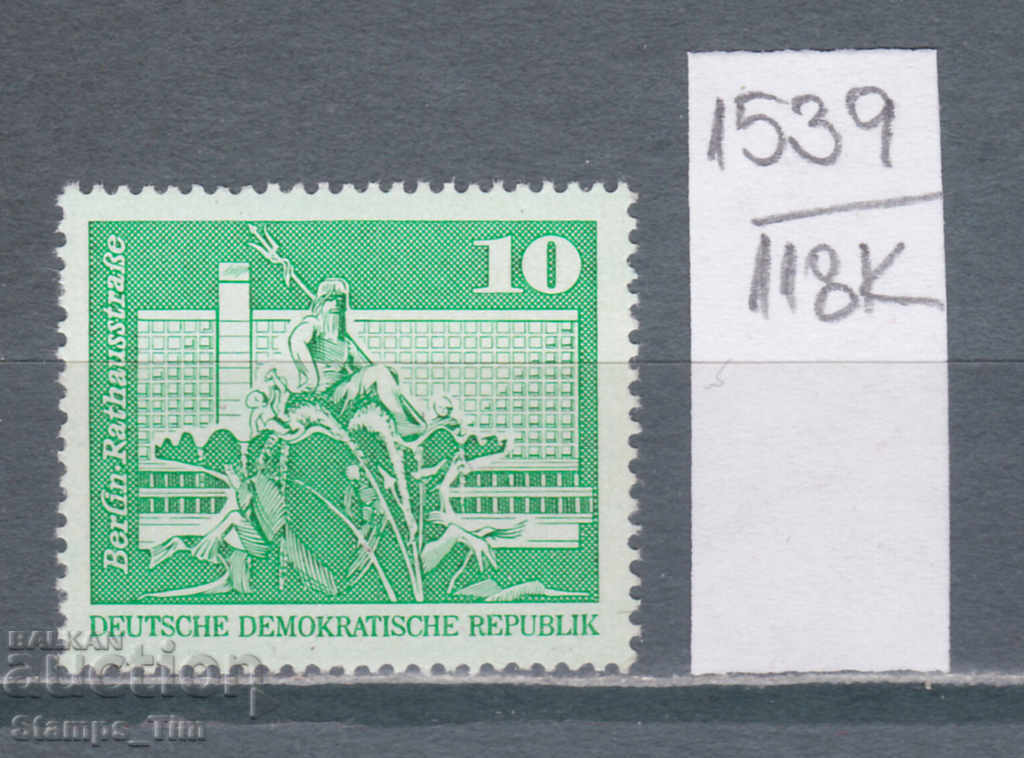 1539
118K
10
Berlin·Rathausstraße
DEUTSCHE DEMOKRATISCHE REPUBLIK
BALKAN
auction
Stamps_Tim